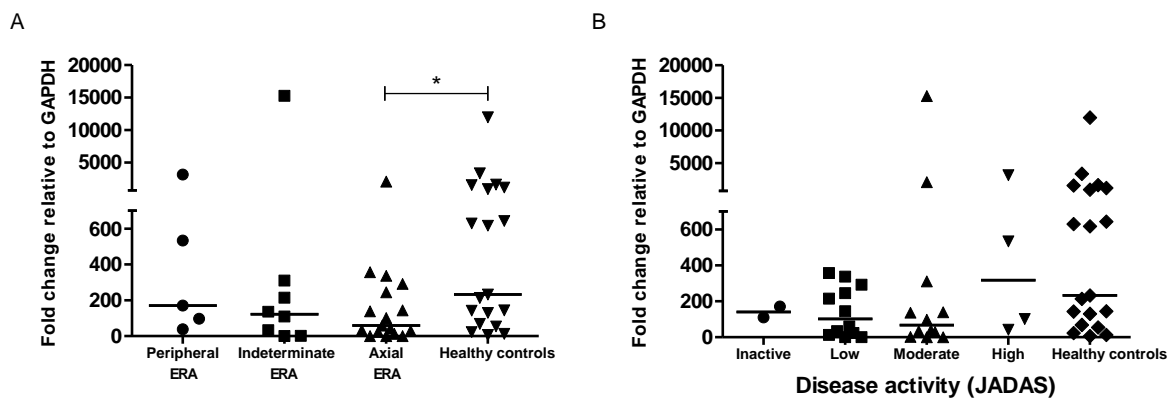 A
Fold change relative to GAPDH
20000
15000
10000
5000
600
400
200
0
*
Peripheral ERA
Indeterminate ERA
Axial ERA
Healthy controls
B
Fold change relative to GAPDH
20000
15000
10000
5000
600
400
200
0
Inactive
Low
Moderate
High
Healthy controls
Disease activity (JADAS)